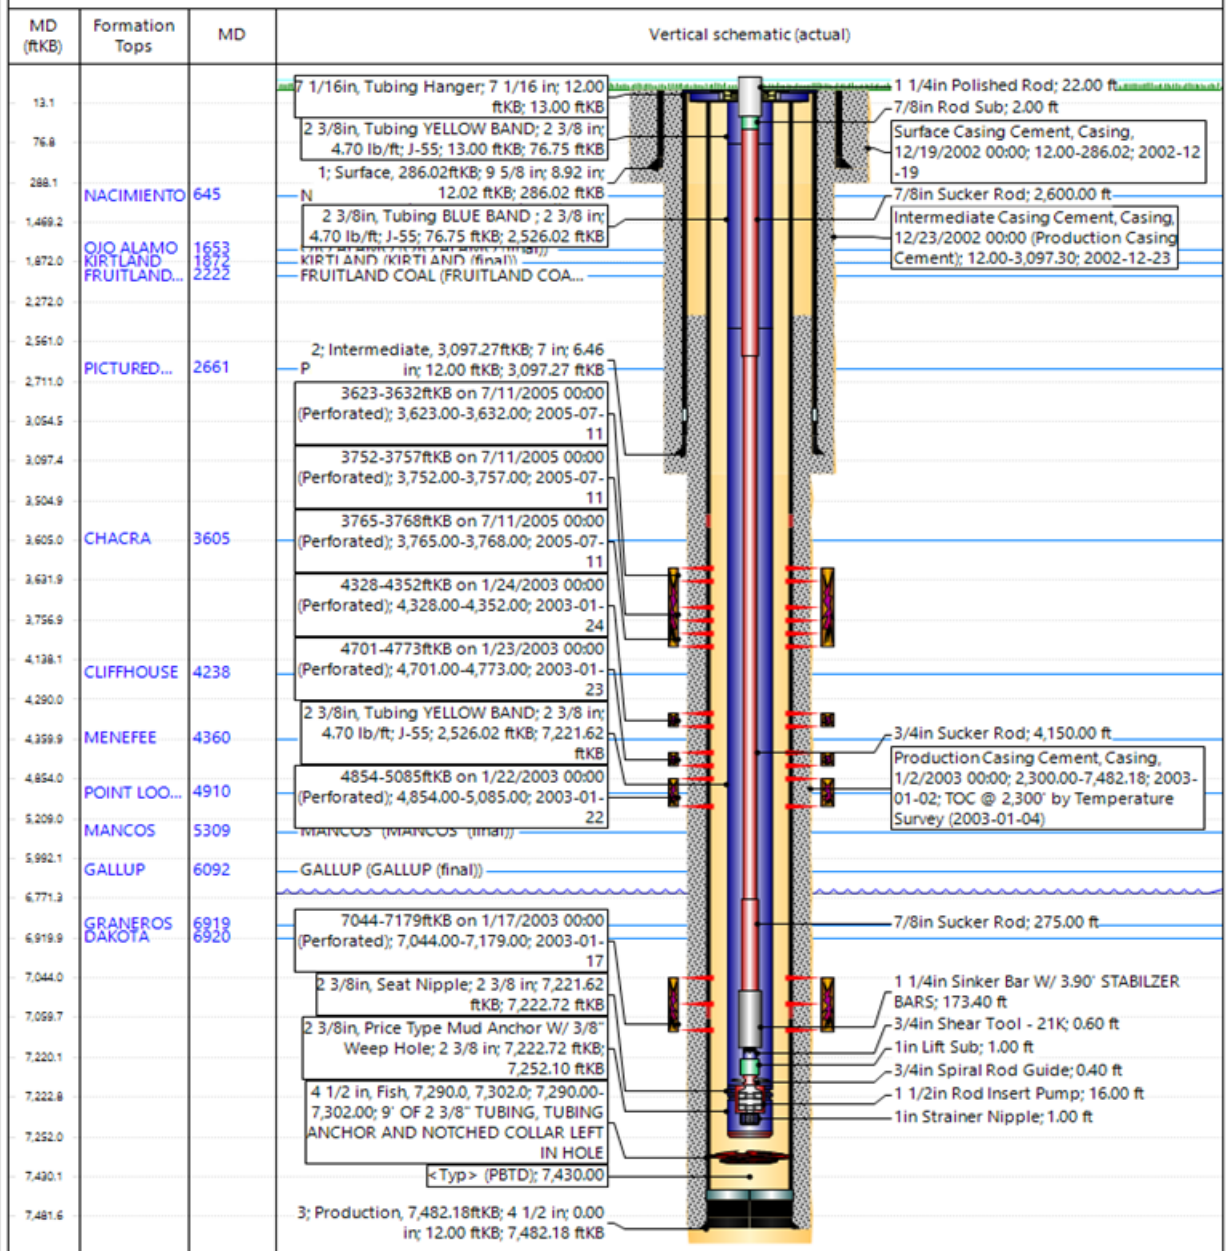 MD (ftKB)
Formation Tops
MD
Vertical schematic (actual)
13.1
76.8
1,469.2
1,872.0
2,272.0
2,561.0
2,711.0
3,054.5
3,097.4
3,504.9
3,605.0
3,631.9
3,756.9
4,290.0
4,854.0
5,209.0
5,992.1
6,771.3
6,919.9
7,044.0
7,220.1
7,222.8
7,252.0
7,430.1
7,481.6
NACIMIENTO 645
OJO ALAMO 1653
KIRTLAND 1872
FRUITLAND... 2222
PICTURED... 2661
CHACRA 3605
CLIFFHOUSE 4238
MENEFEE 4360
POINT LOO... 4910
MANCOS 5309
GALLUP 6092
GRANEROS 6919
DAKOTA 6920
7 1/16in, Tubing Hanger; 7 1/16 in; 12.00
ftKB; 13.00 ftKB
2 3/8in, Tubing YELLOW BAND; 2 3/8 in;
4.70 lb/ft; J-55; 13.00 ftKB; 76.75 ftKB
1; Surface, 286.02ftKB; 9 5/8 in; 8.92 in;
12.02 ftKB; 286.02 ftKB
N
2 3/8in, Tubing BLUE BAND ; 2 3/8 in;
4.70 lb/ft; J-55; 76.75 ftKB; 2,526.02 ftKB
KIRTLAND (KIRTLAND (final))
FRUITLAND COAL (FRUITLAND COA...
2; Intermediate, 3,097.27ftKB; 7 in; 6.46
in; 12.00 ftKB; 3,097.27 ftKB
P
3623-3632ftKB on 7/11/2005 00:00
(Perforated); 3,623.00-3,632.00; 2005-07-
11
3752-3757ftKB on 7/11/2005 00:00
(Perforated); 3,752.00-3,757.00; 2005-07-
11
3765-3768ftKB on 7/11/2005 00:00
(Perforated); 3,765.00-3,768.00; 2005-07-
11
4328-4352ftKB on 1/24/2003 00:00
(Perforated); 4,328.00-4,352.00; 2003-01-
24
4701-4773ftKB on 1/23/2003 00:00
(Perforated); 4,701.00-4,773.00; 2003-01-
23
2 3/8in, Tubing YELLOW BAND; 2 3/8 in;
4.70 lb/ft; J-55; 2,526.02 ftKB; 7,221.62
ftKB
4854-5085ftKB on 1/22/2003 00:00
(Perforated); 4,854.00-5,085.00; 2003-01-
22
MANCOS (MANCOS (final))
GALLUP (GALLUP (final))
7044-7179ftKB on 1/17/2003 00:00
(Perforated); 7,044.00-7,179.00; 2003-01-
17
2 3/8in, Seat Nipple; 2 3/8 in; 7,221.62
ftKB; 7,222.72 ftKB
2 3/8in, Price Type Mud Anchor W/ 3/8"
Weep Hole; 2 3/8 in; 7,222.72 ftKB;
7,252.10 ftKB
4 1/2 in, Fish, 7,290.0, 7,302.0; 7,290.00-
7,302.00; 9' OF 2 3/8" TUBING, TUBING
ANCHOR AND NOTCHED COLLAR LEFT
IN HOLE
<Typ> (PBTD); 7,430.00
3; Production, 7,482.18ftKB; 4 1/2 in; 0.00
in; 12.00 ftKB; 7,482.18 ftKB
1 1/4in Polished Rod; 22.00 ft
7/8in Rod Sub; 2.00 ft
Surface Casing Cement, Casing,
12/19/2002 00:00; 12.00-286.02; 2002-12
-19
7/8in Sucker Rod; 2,600.00 ft
Intermediate Casing Cement, Casing,
12/23/2002 00:00 (Production Casing
Cement); 12.00-3,097.30; 2002-12-23
3/4in Sucker Rod; 4,150.00 ft
Production Casing Cement, Casing,
1/2/2003 00:00; 2,300.00-7,482.18; 2003-
01-02; TOC @ 2,300' by Temperature
Survey (2003-01-04)
7/8in Sucker Rod; 275.00 ft
1 1/4in Sinker Bar W/ 3.90' STABILZER
BARS; 173.40 ft
3/4in Shear Tool - 21K; 0.60 ft
1in Lift Sub; 1.00 ft
3/4in Spiral Rod Guide; 0.40 ft
1 1/2in Rod Insert Pump; 16.00 ft
1in Strainer Nipple; 1.00 ft